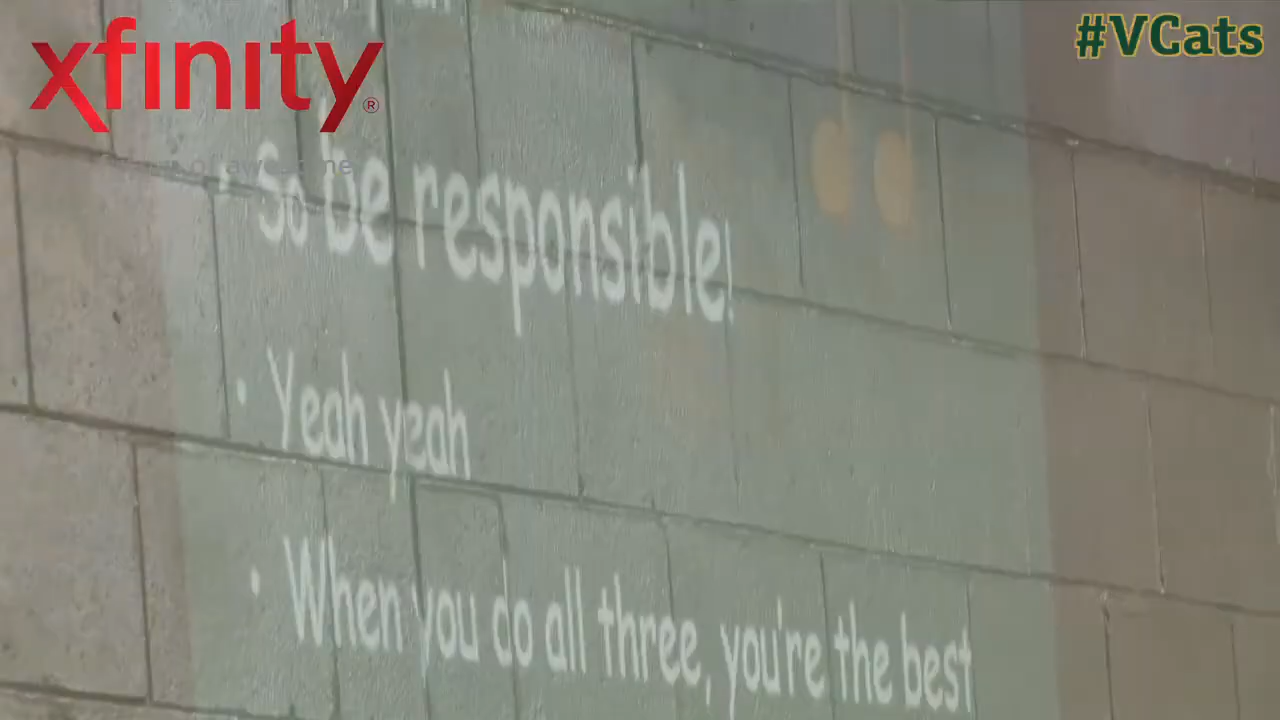 xfinity®
#VCats
• So be responsible!
• Yeah yeah
• When you do all three, you're the best